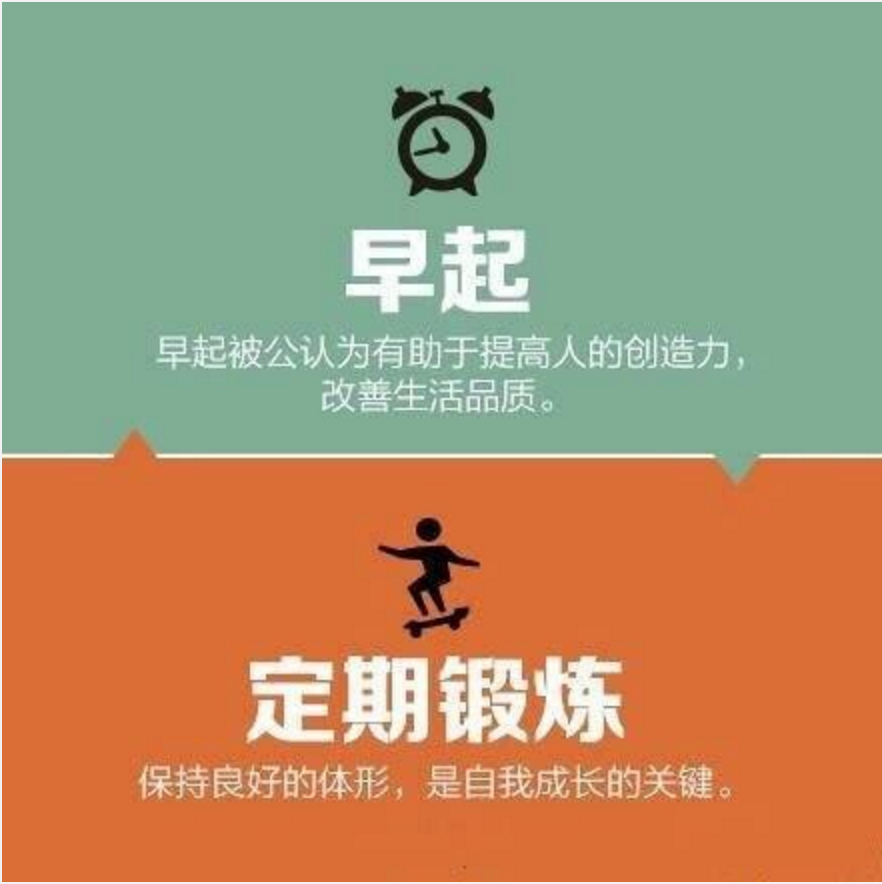 早起
早起被公认为有助于提高人的创造力，
改善生活品质。
定期锻炼
保持良好的体形，是自我成长的关键。